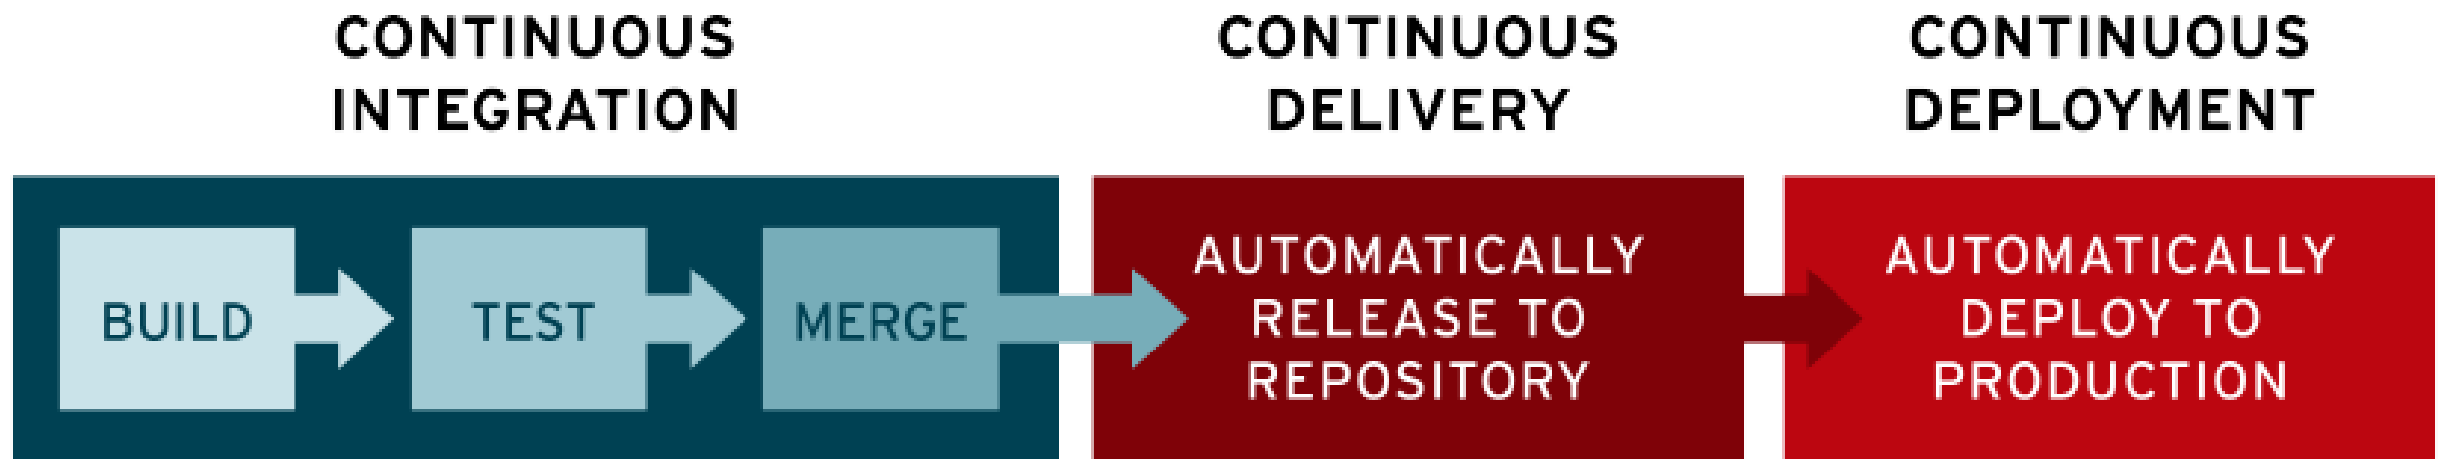 CONTINUOUS
INTEGRATION
CONTINUOUS
DELIVERY
CONTINUOUS
DEPLOYMENT
BUILD
TEST
MERGE
AUTOMATICALLY
RELEASE TO
REPOSITORY
AUTOMATICALLY
DEPLOY TO
PRODUCTION